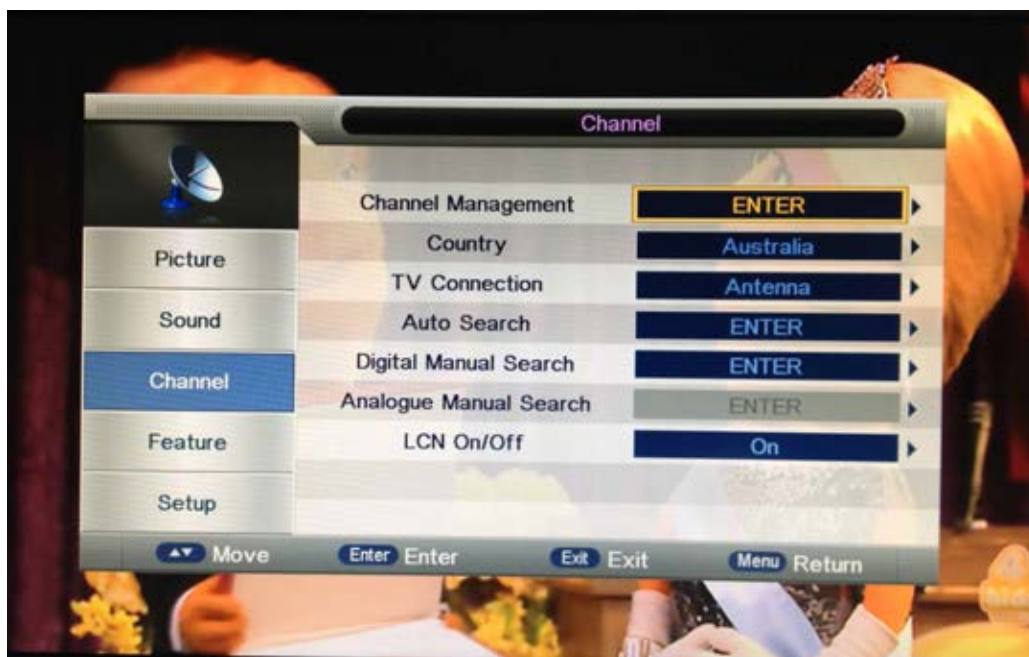 Channel
Channel Management ENTER
Country Australia
TV Connection Antenna
Auto Search ENTER
Digital Manual Search ENTER
Analogue Manual Search ENTER
LCN On/Off On
Picture
Sound
Channel
Feature
Setup
Move Enter Enter Exit Exit Menu Return